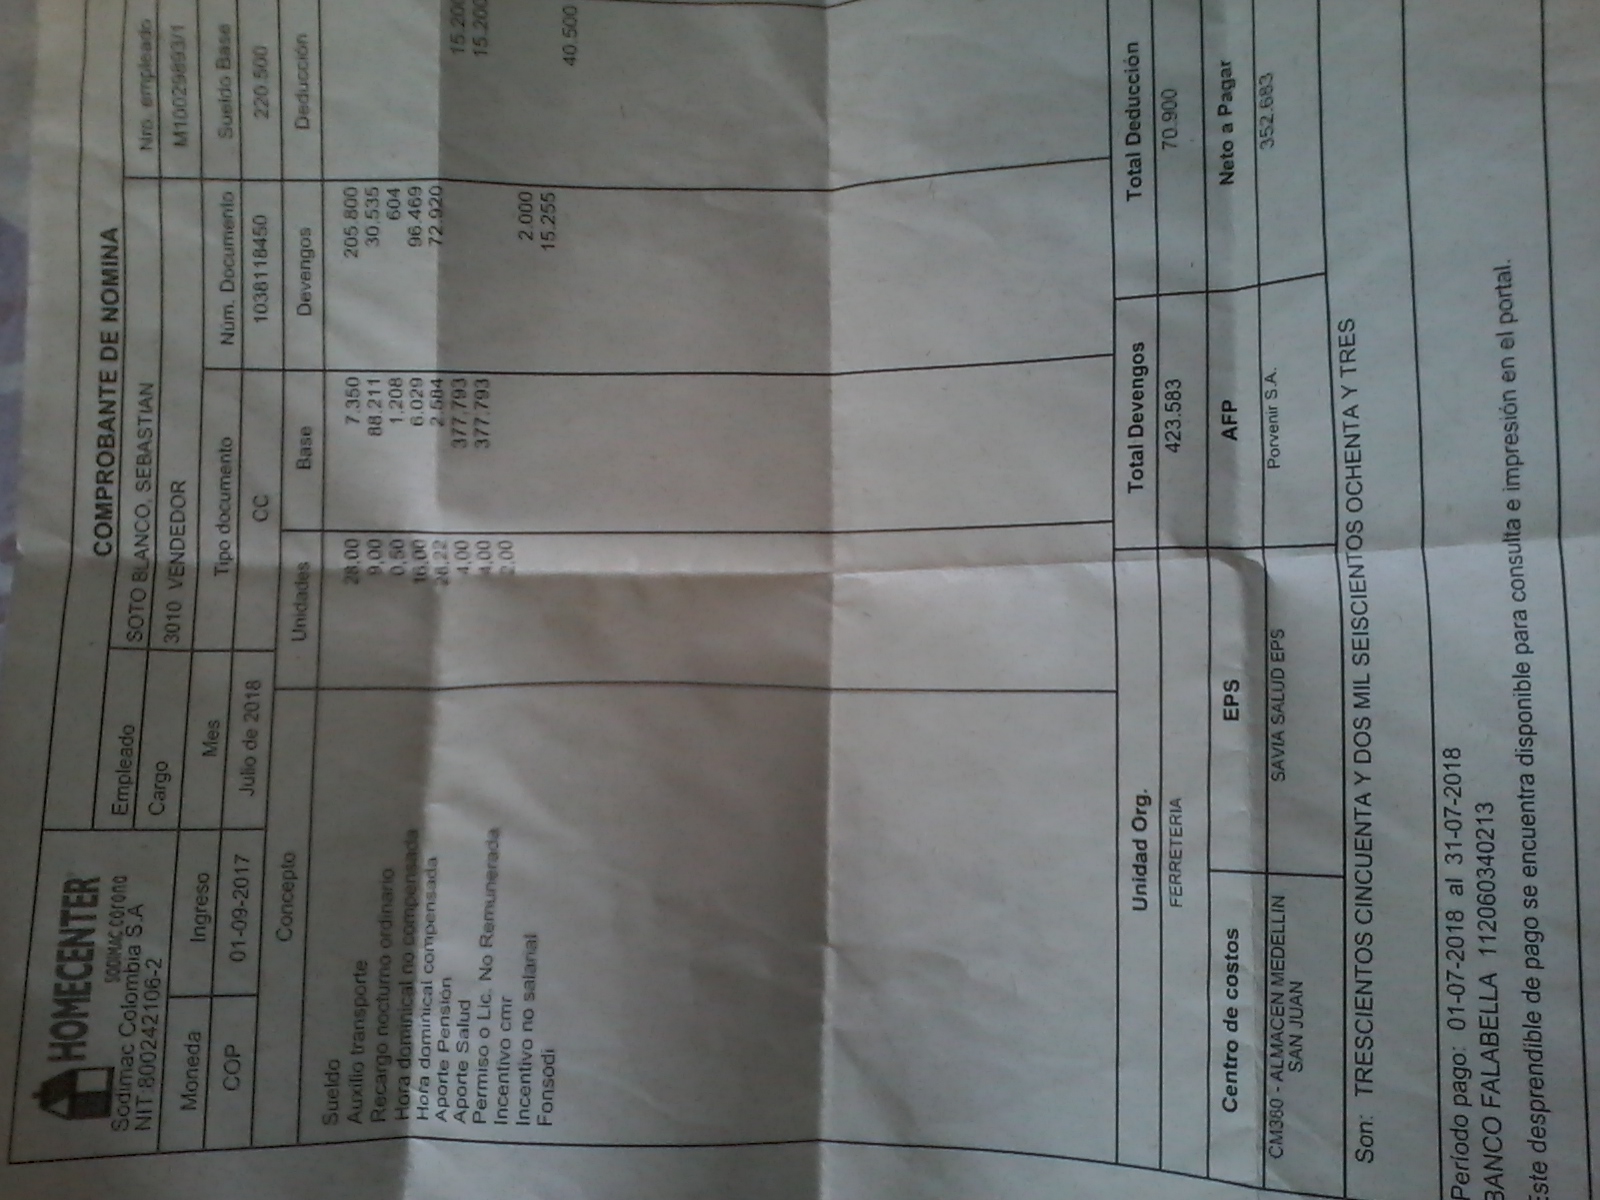 HOMECENTER
SODIMAC corona
Sodimac Colombia S.A
NIT:800242106-2
COMPROBANTE DE NOMINA
Empleado SOTO BLANCO, SEBASTIAN Nro. empleado
Cargo 3010 VENDEDOR M10029893/1
Moneda Ingreso Mes Tipo documento Núm. Documento Sueldo Base
COP 01-09-2017 Julio de 2018 CC 1038118450 220.500
Concepto Unidades Base Devengos Deducción
Sueldo 28,00 7.350 205.800
Auxilio transporte 9,00 88.211 30.535
Recargo nocturno ordinario 0,50 1.208 604
Hora dominical no compensada 16,00 6.029 96.469
Hora dominical compensada 28,22 2.584 72.920
Aporte Pensión 4,00 377.793 15.200
Aporte Salud 4,00 377.793 15.200
Permiso o Lic. No Remunerada 2,00
Incentivo cmr 2.000
Incentivo no salarial 15.255
Fonsodi 40.500
Unidad Org. Total Devengos Total Deducción
FERRETERIA 423.583 70.900
Centro de costos EPS AFP Neto a Pagar
CM360 - ALMACEN MEDELLIN SAVIA SALUD EPS Porvenir S.A. 352.683
SAN JUAN
Son: TRESCIENTOS CINCUENTA Y DOS MIL SEISCIENTOS OCHENTA Y TRES
Período pago: 01-07-2018 al 31-07-2018
BANCO FALABELLA 112060340213
Este desprendible de pago se encuentra disponible para consulta e impresión en el portal.